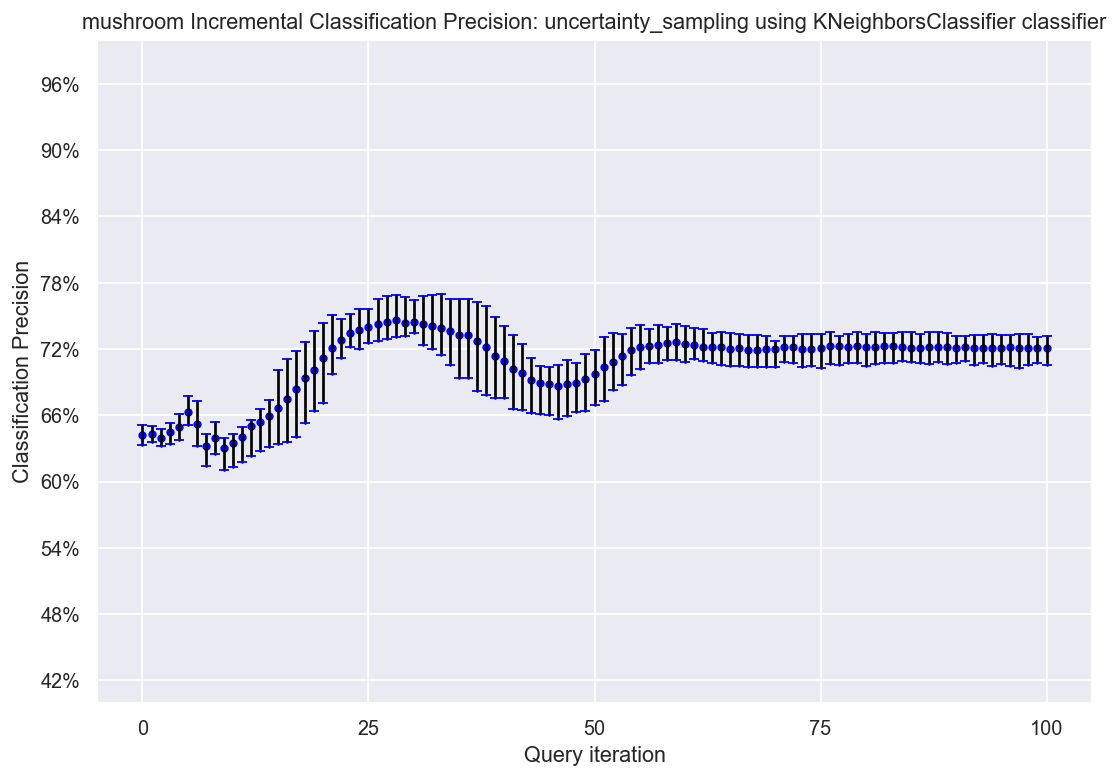 mushroom Incremental Classification Precision: uncertainty_sampling using KNeighborsClassifier classifier
96%
90%
84%
78%
72%
66%
60%
54%
48%
42%
Classification Precision
0 25 50 75 100
Query iteration